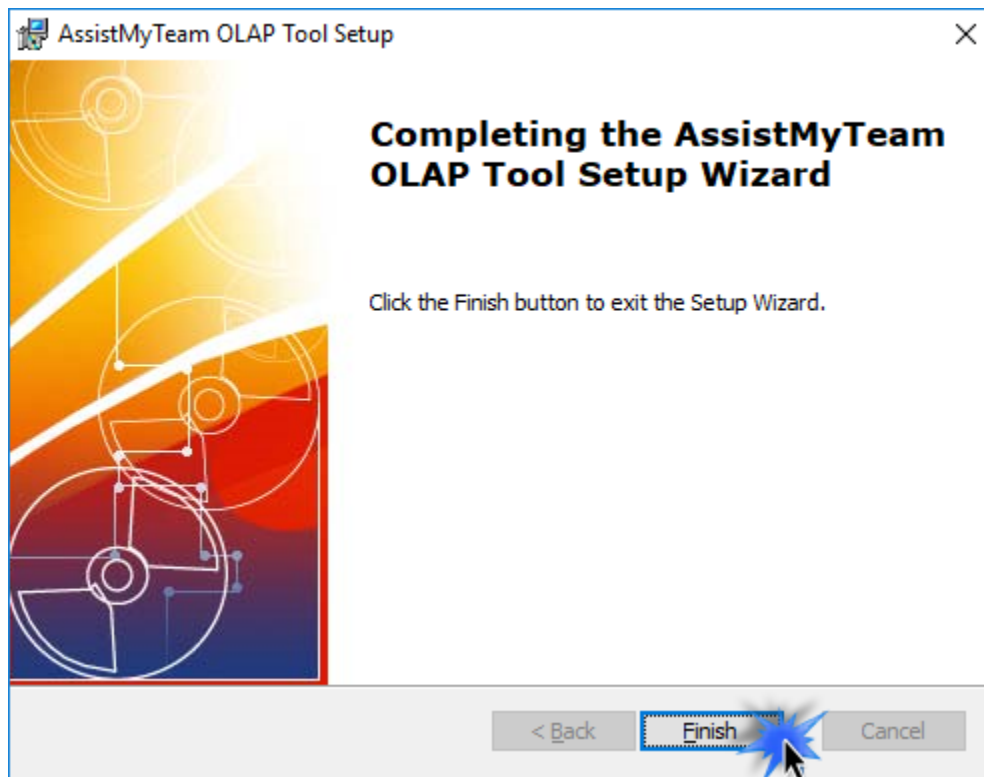 AssistMyTeam OLAP Tool Setup
Completing the AssistMyTeam
OLAP Tool Setup Wizard
Click the Finish button to exit the Setup Wizard.
< Back Finish Cancel